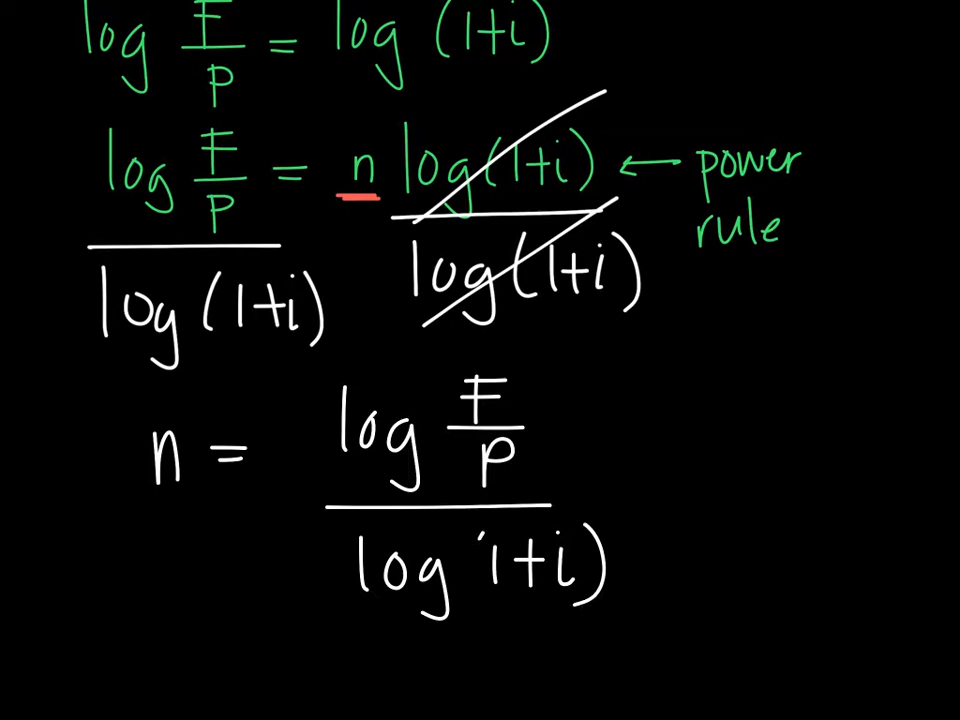 log F/P = log (1+i)
log F/P = n log(1+i) ← power rule
log (1+i) log(1+i)
n = log F/P
log 1+i)